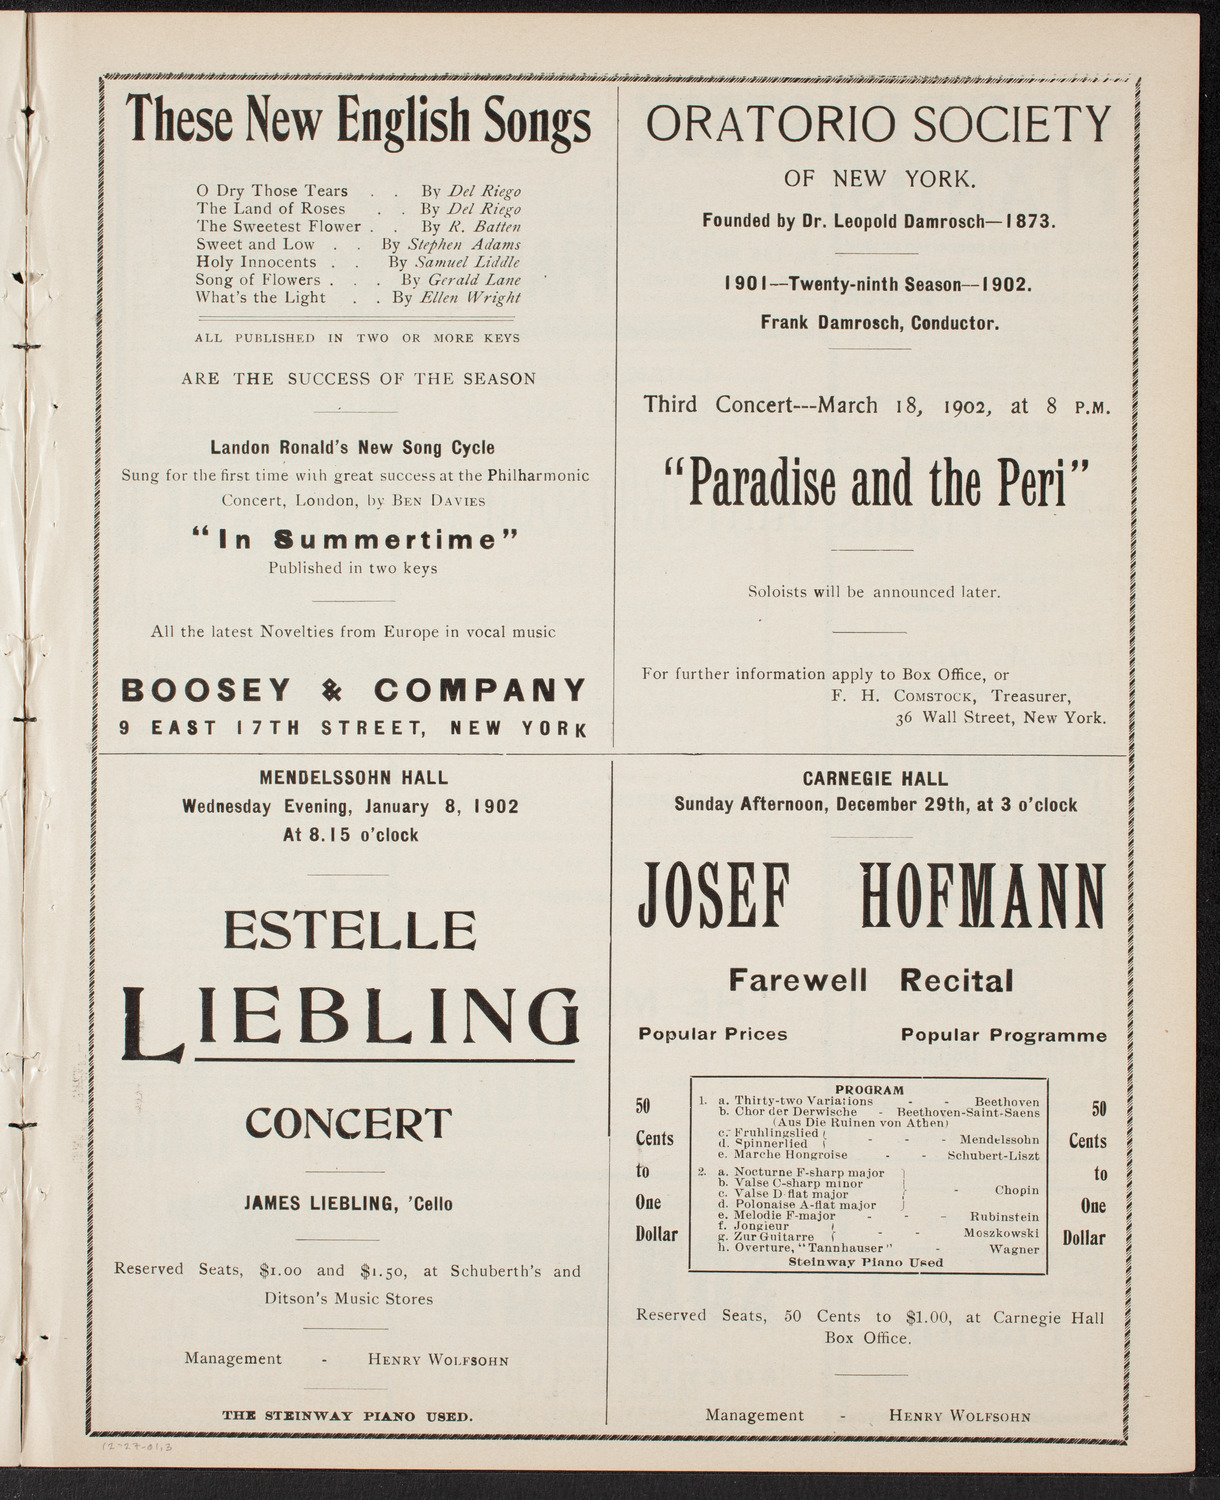 These New English Songs
O Dry Those Tears . . By Del Riego
The Land of Roses . . By Del Riego
The Sweetest Flower . . By R. Batten
Sweet and Low . . By Stephen Adams
Holy Innocents . . By Samuel Liddle
Song of Flowers . . . By Gerald Lane
What's the Light . . By Ellen Wright
ALL PUBLISHED IN TWO OR MORE KEYS
ARE THE SUCCESS OF THE SEASON
Landon Ronald's New Song Cycle
Sung for the first time with great success at the Philharmonic
Concert, London, by BEN DAVIES
"In Summertime"
Published in two keys
All the latest Novelties from Europe in vocal music
BOOSEY & COMPANY
9 EAST 17TH STREET, NEW YORK
ORATORIO SOCIETY
OF NEW YORK.
Founded by Dr. Leopold Damrosch—1873.
1901—Twenty-ninth Season—1902.
Frank Damrosch, Conductor.
Third Concert---March 18, 1902, at 8 P.M.
"Paradise and the Peri"
Soloists will be announced later.
For further information apply to Box Office, or
F. H. COMSTOCK, Treasurer,
36 Wall Street, New York.
MENDELSSOHN HALL
Wednesday Evening, January 8, 1902
At 8.15 o'clock
ESTELLE
LIEBLING
CONCERT
JAMES LIEBLING, 'Cello
Reserved Seats, $1.00 and $1.50, at Schuberth's and
Ditson's Music Stores
Management - HENRY WOLFSOHN
THE STEINWAY PIANO USED.
CARNEGIE HALL
Sunday Afternoon, December 29th, at 3 o'clock
JOSEF HOFMANN
Farewell Recital
Popular Prices Popular Programme
50
Cents
to
One
Dollar
PROGRAM
1. a. Thirty-two Variations - - Beethoven
b. Chor der Derwische - Beethoven-Saint-Saens
(Aus Die Ruinen von Athen)
c. Fruhlingslied
d. Spinnerlied - - - Mendelssohn
e. Marche Hongroise - - Schubert-Liszt
2. a. Nocturne F-sharp major
b. Valse C-sharp minor
c. Valse D flat major - Chopin
d. Polonaise A-flat major
e. Melodie F-major - - - Rubinstein
f. Jongleur
g. Zur Guitarre - - Moszkowski
h. Overture, "Tannhauser" - Wagner
Steinway Piano Used
50
Cents
to
One
Dollar
Reserved Seats, 50 Cents to $1.00, at Carnegie Hall
Box Office.
Management - HENRY WOLFSOHN
12-27-01,3